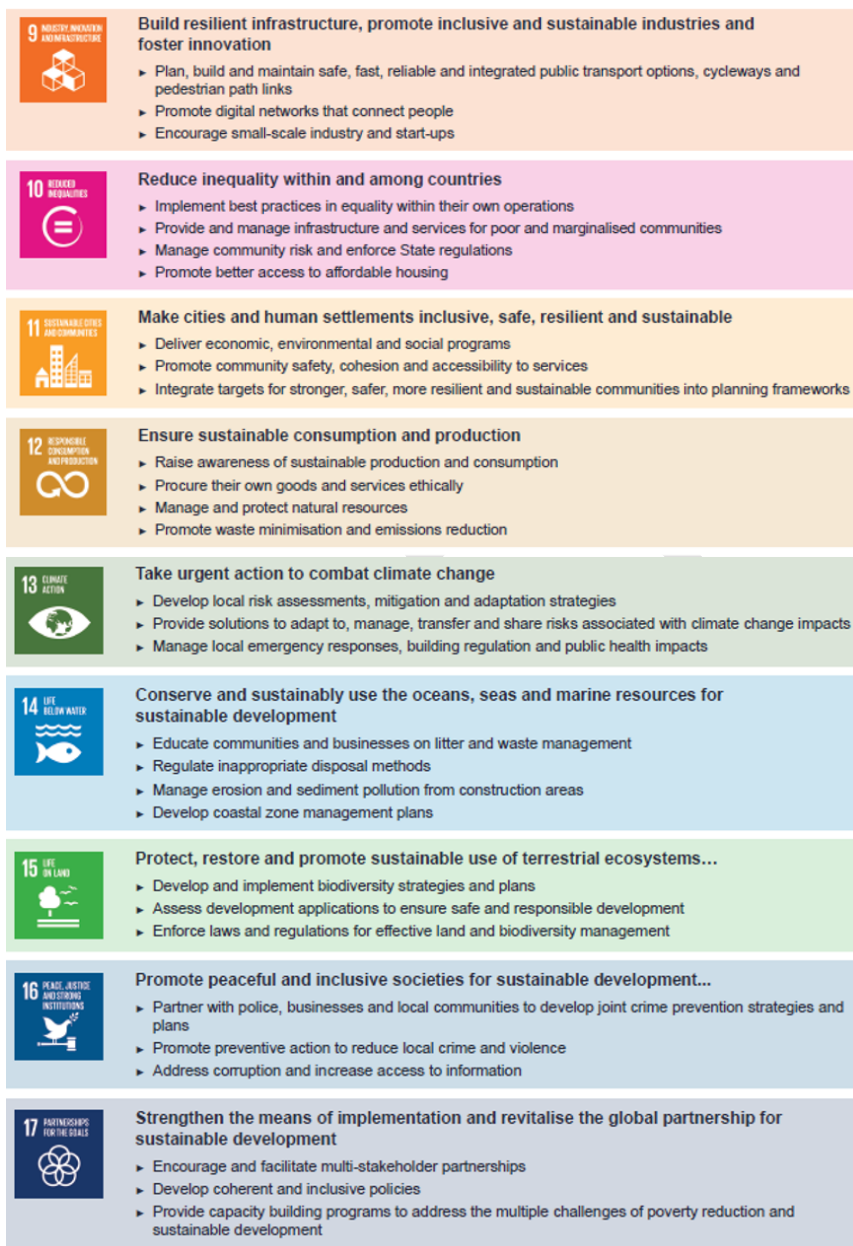 9 INDUSTRY, INNOVATION
AND INFRASTRUCTURE
Build resilient infrastructure, promote inclusive and sustainable industries and
foster innovation
► Plan, build and maintain safe, fast, reliable and integrated public transport options, cycleways and
pedestrian path links
► Promote digital networks that connect people
► Encourage small-scale industry and start-ups
10 REDUCED
INEQUALITIES
Reduce inequality within and among countries
► Implement best practices in equality within their own operations
► Provide and manage infrastructure and services for poor and marginalised communities
► Manage community risk and enforce State regulations
► Promote better access to affordable housing
11 SUSTAINABLE CITIES
AND COMMUNITIES
Make cities and human settlements inclusive, safe, resilient and sustainable
► Deliver economic, environmental and social programs
► Promote community safety, cohesion and accessibility to services
► Integrate targets for stronger, safer, more resilient and sustainable communities into planning frameworks
12 RESPONSIBLE
CONSUMPTION
AND PRODUCTION
Ensure sustainable consumption and production
► Raise awareness of sustainable production and consumption
► Procure their own goods and services ethically
► Manage and protect natural resources
► Promote waste minimisation and emissions reduction
13 CLIMATE
ACTION
Take urgent action to combat climate change
► Develop local risk assessments, mitigation and adaptation strategies
► Provide solutions to adapt to, manage, transfer and share risks associated with climate change impacts
► Manage local emergency responses, building regulation and public health impacts
14 LIFE
BELOW WATER
Conserve and sustainably use the oceans, seas and marine resources for
sustainable development
► Educate communities and businesses on litter and waste management
► Regulate inappropriate disposal methods
► Manage erosion and sediment pollution from construction areas
► Develop coastal zone management plans
15 LIFE
ON LAND
Protect, restore and promote sustainable use of terrestrial ecosystems…
► Develop and implement biodiversity strategies and plans
► Assess development applications to ensure safe and responsible development
► Enforce laws and regulations for effective land and biodiversity management
16 PEACE, JUSTICE
AND STRONG
INSTITUTIONS
Promote peaceful and inclusive societies for sustainable development...
► Partner with police, businesses and local communities to develop joint crime prevention strategies and
plans
► Promote preventive action to reduce local crime and violence
► Address corruption and increase access to information
17 PARTNERSHIPS
FOR THE GOALS
Strengthen the means of implementation and revitalise the global partnership for
sustainable development
► Encourage and facilitate multi-stakeholder partnerships
► Develop coherent and inclusive policies
► Provide capacity building programs to address the multiple challenges of poverty reduction and
sustainable development